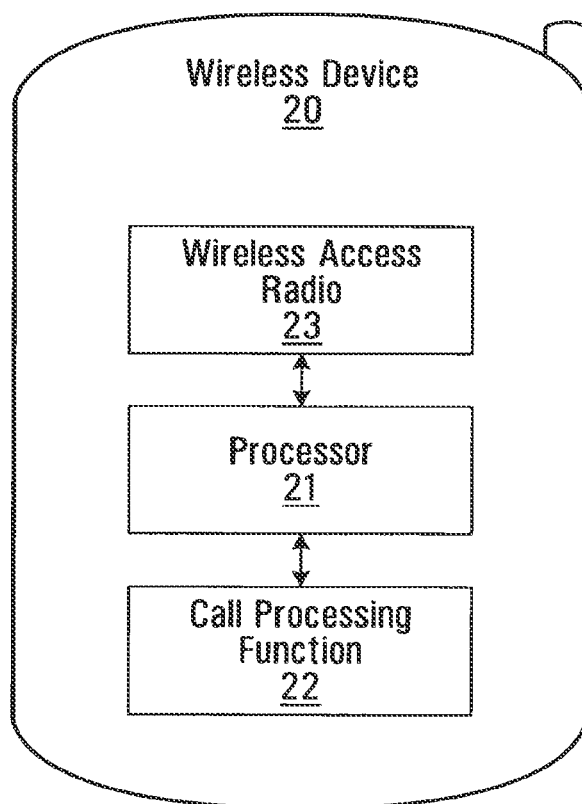 Wireless Device
20
Wireless Access
Radio
23
Processor
21
Call Processing
Function
22